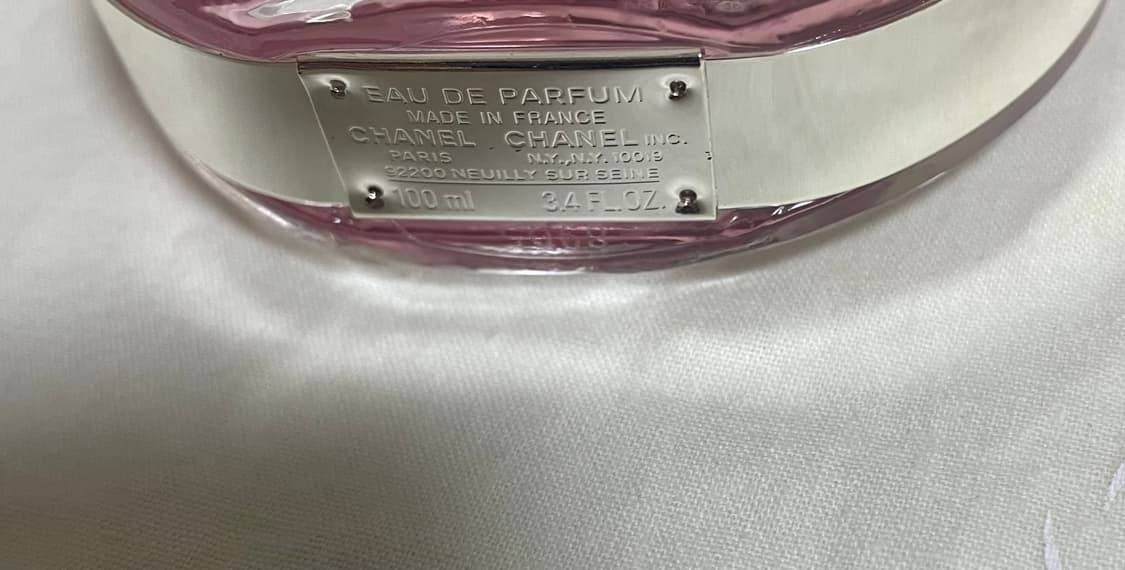 EAU DE PARFUM
MADE IN FRANCE
CHANEL CHANEL INC.
PARIS N.Y., N.Y. 10019
92200 NEUILLY SUR SEINE
100 ml 3.4 FL.OZ.